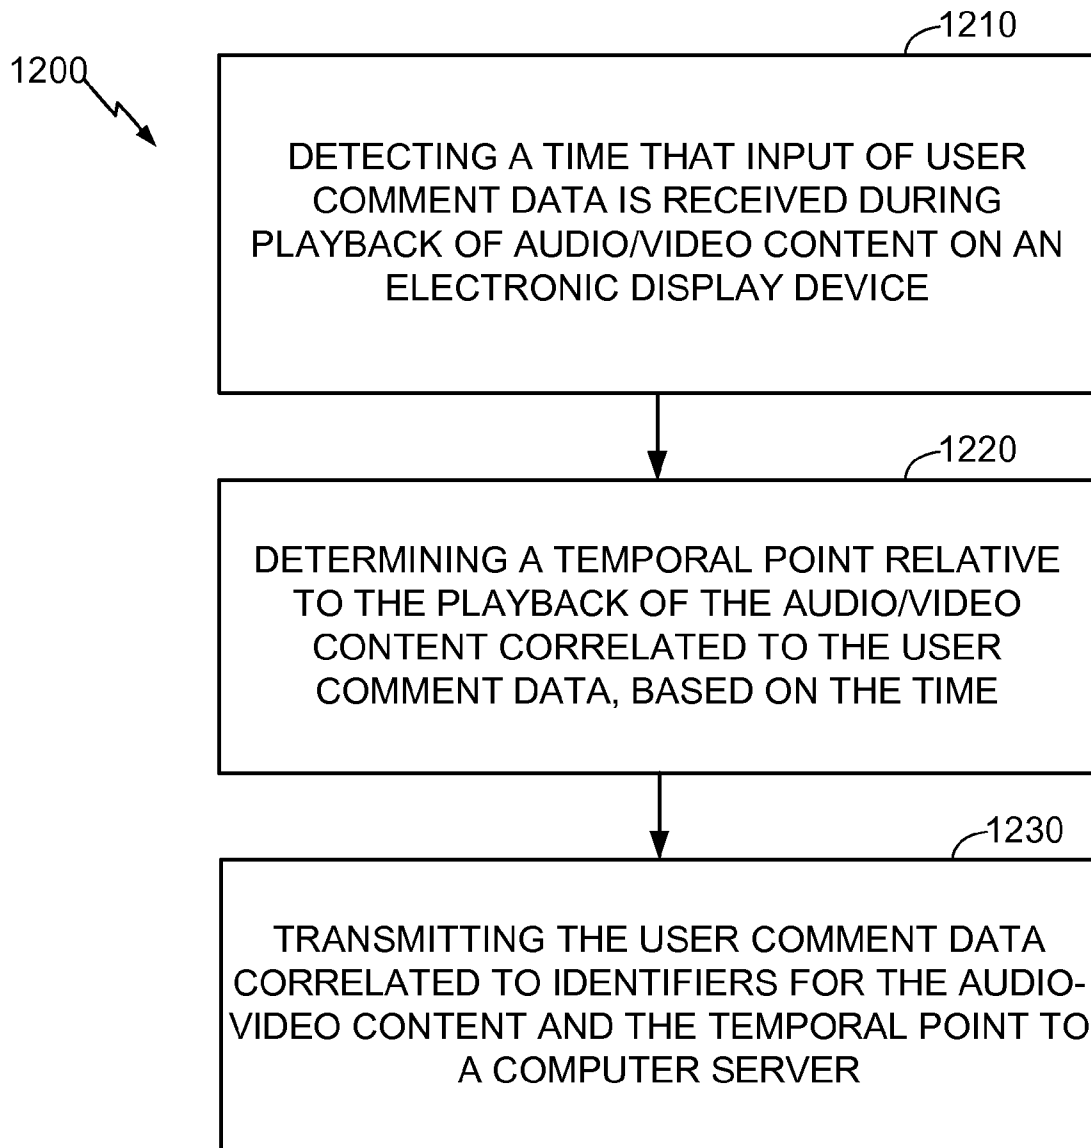 1210
1200
DETECTING A TIME THAT INPUT OF USER
COMMENT DATA IS RECEIVED DURING
PLAYBACK OF AUDIO/VIDEO CONTENT ON AN
ELECTRONIC DISPLAY DEVICE
1220
DETERMINING A TEMPORAL POINT RELATIVE
TO THE PLAYBACK OF THE AUDIO/VIDEO
CONTENT CORRELATED TO THE USER
COMMENT DATA, BASED ON THE TIME
1230
TRANSMITTING THE USER COMMENT DATA
CORRELATED TO IDENTIFIERS FOR THE AUDIO-
VIDEO CONTENT AND THE TEMPORAL POINT TO
A COMPUTER SERVER